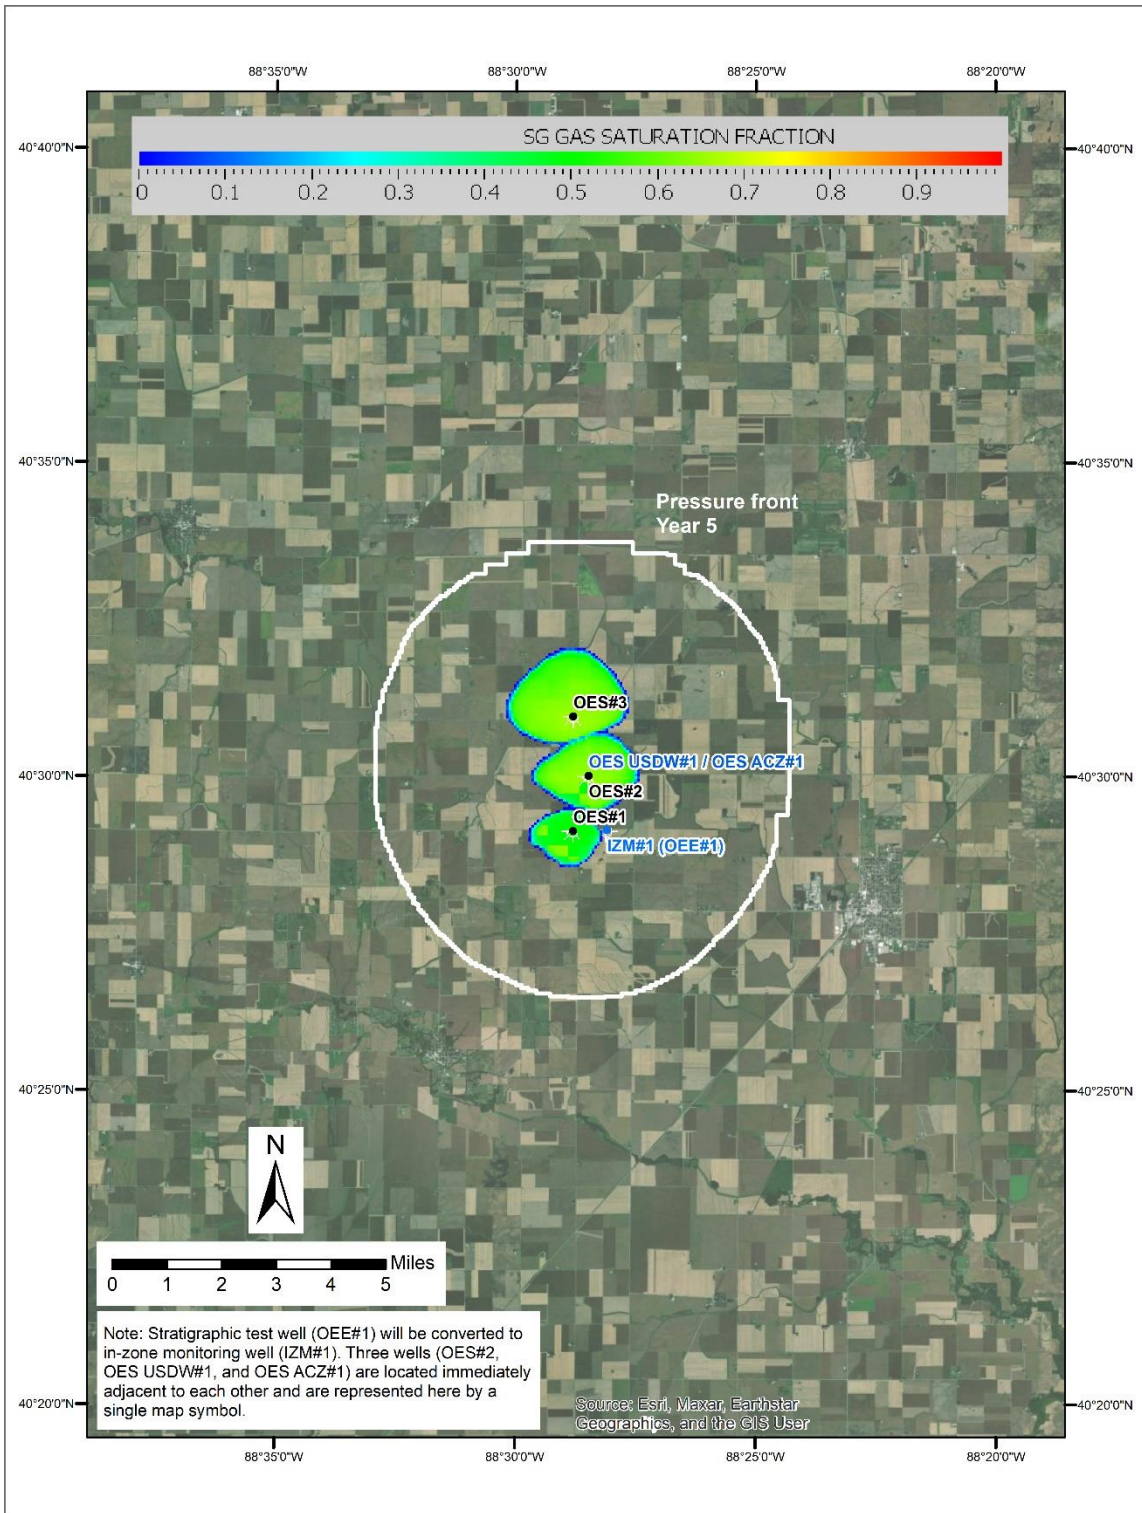 88°35'0"W 88°30'0"W 88°25'0"W 88°20'0"W
40°40'0"N 40°40'0"N
SG GAS SATURATION FRACTION
0 0.1 0.2 0.3 0.4 0.5 0.6 0.7 0.8 0.9
40°35'0"N 40°35'0"N
Pressure front
Year 5
OES#3
40°30'0"N 40°30'0"N
OES USDW#1 / OES ACZ#1
OES#2
OES#1
IZM#1 (OEE#1)
40°25'0"N 40°25'0"N
N
Miles
0 1 2 3 4 5
Note: Stratigraphic test well (OEE#1) will be converted to
in-zone monitoring well (IZM#1). Three wells (OES#2,
OES USDW#1, and OES ACZ#1) are located immediately
adjacent to each other and are represented here by a
single map symbol.
40°20'0"N 40°20'0"N
Source: Esri, Maxar, Earthstar
Geographics, and the GIS User
88°35'0"W 88°30'0"W 88°25'0"W 88°20'0"W